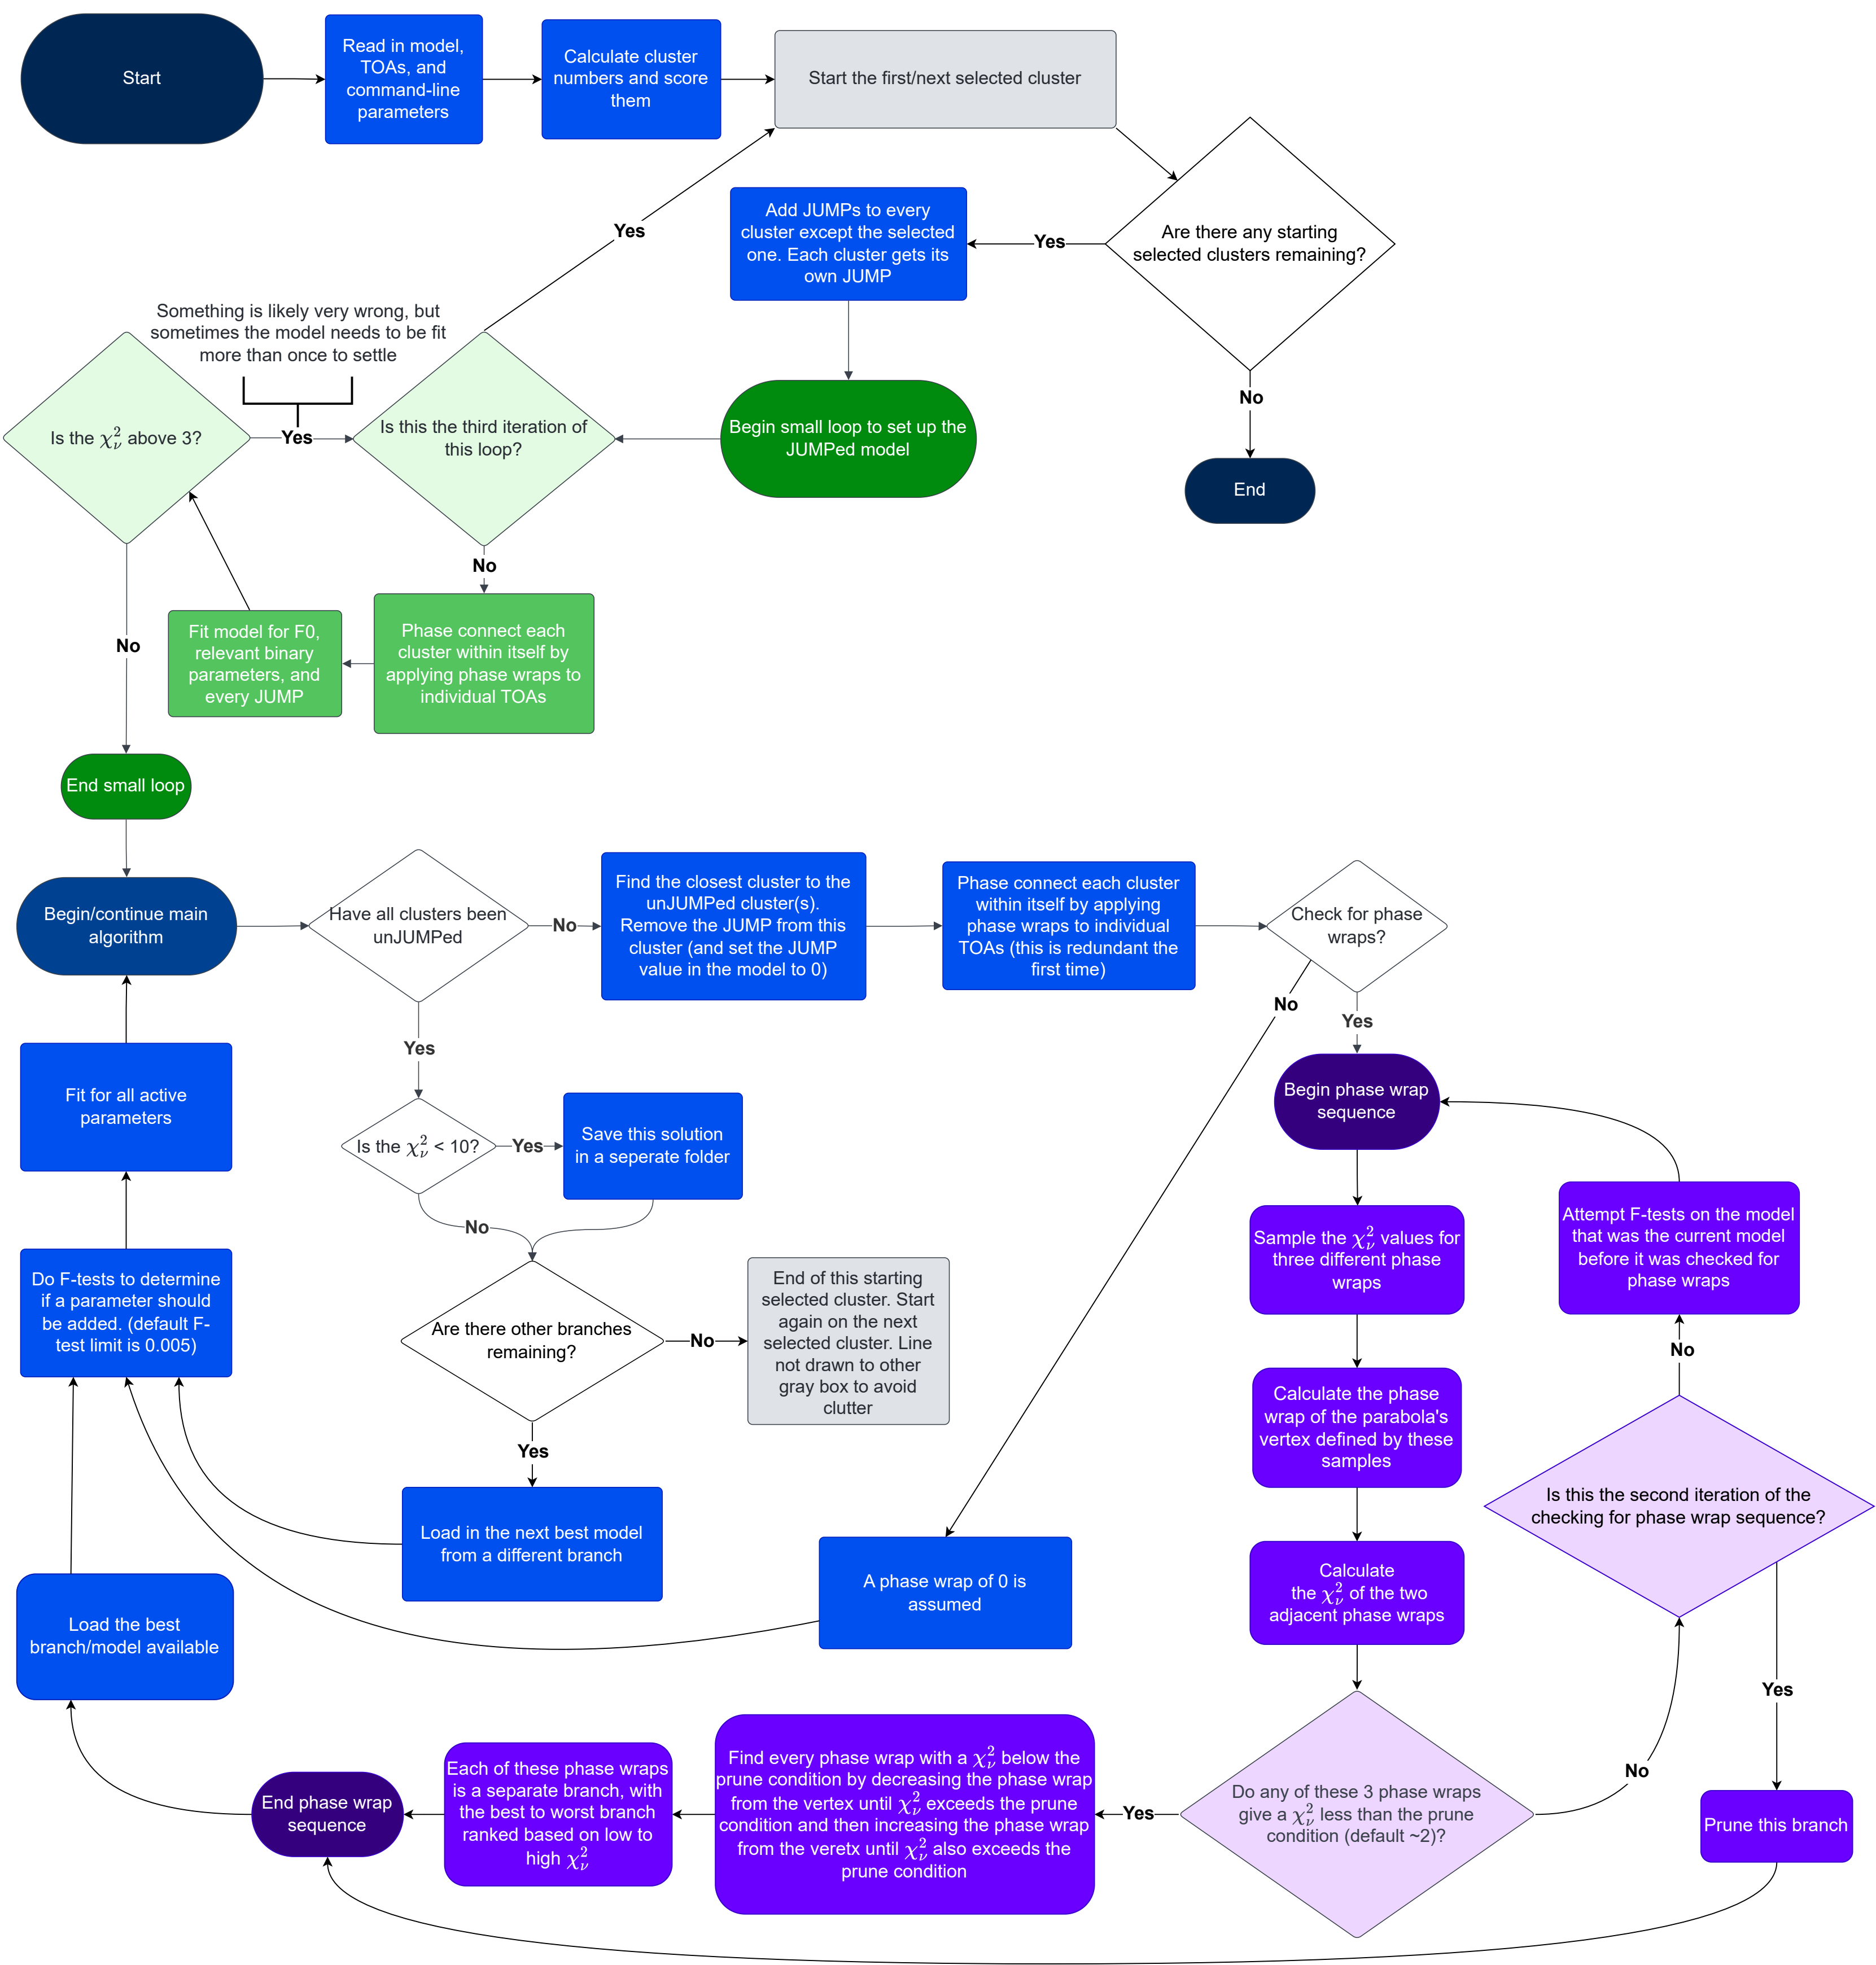 Start
Read in model,
TOAs, and
command-line
parameters
Calculate cluster
numbers and score
them
Start the first/next selected cluster
Are there any starting
selected clusters remaining?
Yes
No
End
Add JUMPs to every
cluster except the selected
one. Each cluster gets its
own JUMP
Begin small loop to set up the
JUMPed model
Is this the third iteration of
this loop?
Yes
No
Something is likely very wrong, but
sometimes the model needs to be fit
more than once to settle
Is the χ²ᵥ above 3?
Yes
No
Phase connect each
cluster within itself by
applying phase wraps to
individual TOAs
Fit model for F0,
relevant binary
parameters, and
every JUMP
End small loop
Begin/continue main
algorithm
Have all clusters been
unJUMPed
No
Yes
Find the closest cluster to the
unJUMPed cluster(s).
Remove the JUMP from this
cluster (and set the JUMP
value in the model to 0)
Phase connect each cluster
within itself by applying
phase wraps to individual
TOAs (this is redundant the
first time)
Check for phase
wraps?
No
Yes
Is the χ²ᵥ < 10?
Yes
No
Save this solution
in a seperate folder
Are there other branches
remaining?
No
Yes
End of this starting
selected cluster. Start
again on the next
selected cluster. Line
not drawn to other
gray box to avoid
clutter
Load in the next best model
from a different branch
A phase wrap of 0 is
assumed
Fit for all active
parameters
Do F-tests to determine
if a parameter should
be added. (default F-
test limit is 0.005)
Load the best
branch/model available
Begin phase wrap
sequence
Sample the χ²ᵥ values for
three different phase
wraps
Calculate the phase
wrap of the parabola's
vertex defined by these
samples
Calculate
the χ²ᵥ of the two
adjacent phase wraps
Do any of these 3 phase wraps
give a χ²ᵥ less than the prune
condition (default ~2)?
Yes
No
Is this the second iteration of the
checking for phase wrap sequence?
No
Yes
Attempt F-tests on the model
that was the current model
before it was checked for
phase wraps
Prune this branch
Find every phase wrap with a χ²ᵥ below the
prune condition by decreasing the phase wrap
from the vertex until χ²ᵥ exceeds the prune
condition and then increasing the phase wrap
from the veretx until χ²ᵥ also exceeds the
prune condition
Each of these phase wraps
is a separate branch, with
the best to worst branch
ranked based on low to
high χ²ᵥ
End phase wrap
sequence